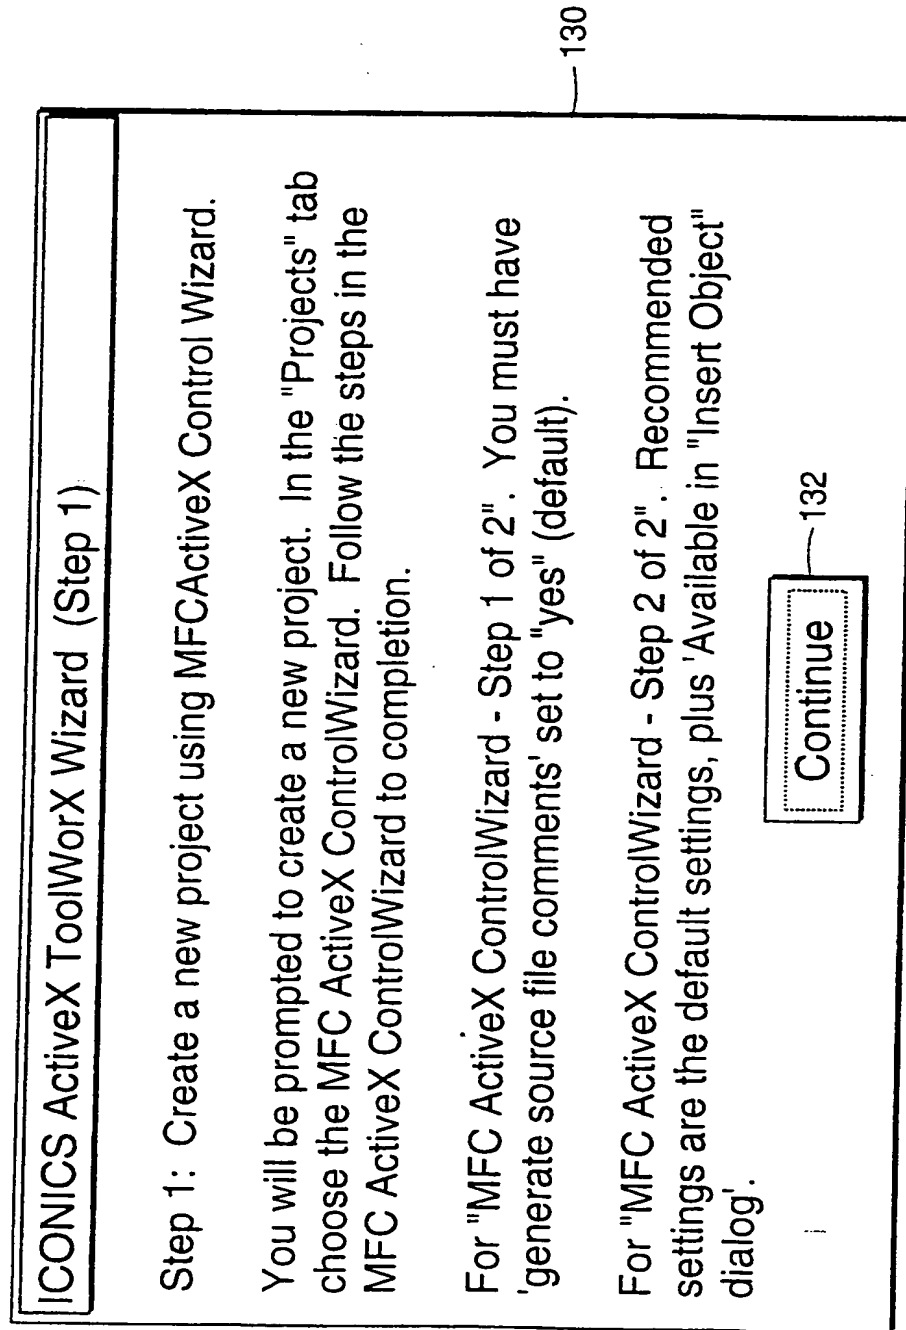 ICONICS ActiveX ToolWorX Wizard (Step 1)
Step 1: Create a new project using MFCActiveX Control Wizard.
You will be prompted to create a new project. In the "Projects" tab
choose the MFC ActiveX ControlWizard. Follow the steps in the
MFC ActiveX ControlWizard to completion.
For "MFC ActiveX ControlWizard - Step 1 of 2". You must have
'generate source file comments' set to "yes" (default).
For "MFC ActiveX ControlWizard - Step 2 of 2". Recommended
settings are the default settings, plus 'Available in "Insert Object"
dialog'.
Continue
132
130